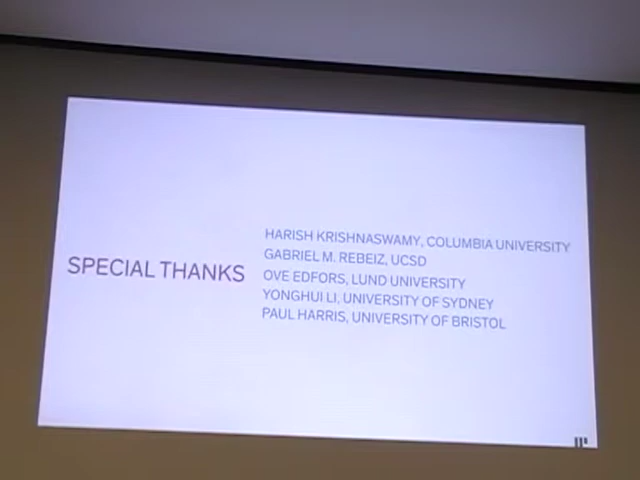 SPECIAL THANKS
HARISH KRISHNASWAMY, COLUMBIA UNIVERSITY
GABRIEL M. REBEIZ, UCSD
OVE EDFORS, LUND UNIVERSITY
YONGHUI LI, UNIVERSITY OF SYDNEY
PAUL HARRIS, UNIVERSITY OF BRISTOL